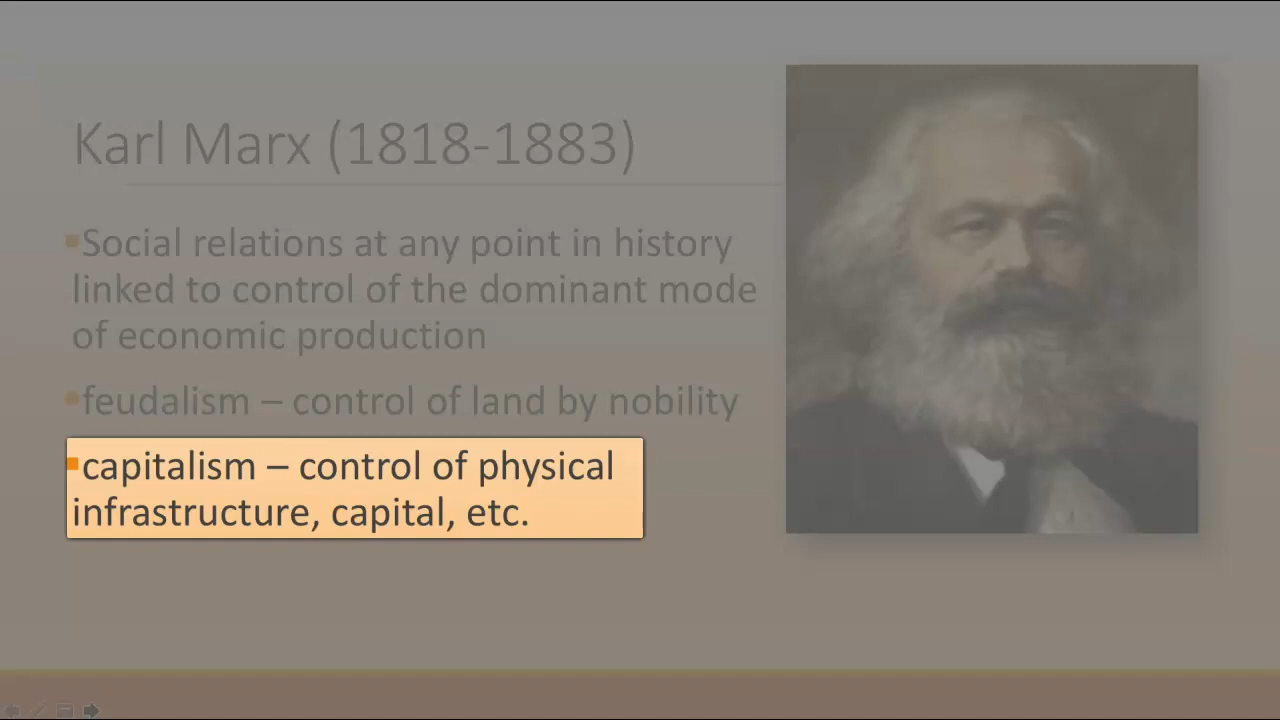 Karl Marx (1818-1883)
▪Social relations at any point in history
linked to control of the dominant mode
of economic production
▪feudalism – control of land by nobility
▪capitalism – control of physical
infrastructure, capital, etc.